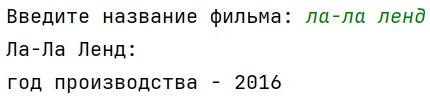 Введите название фильма: ла-ла ленд
Ла-Ла Ленд:
год производства - 2016